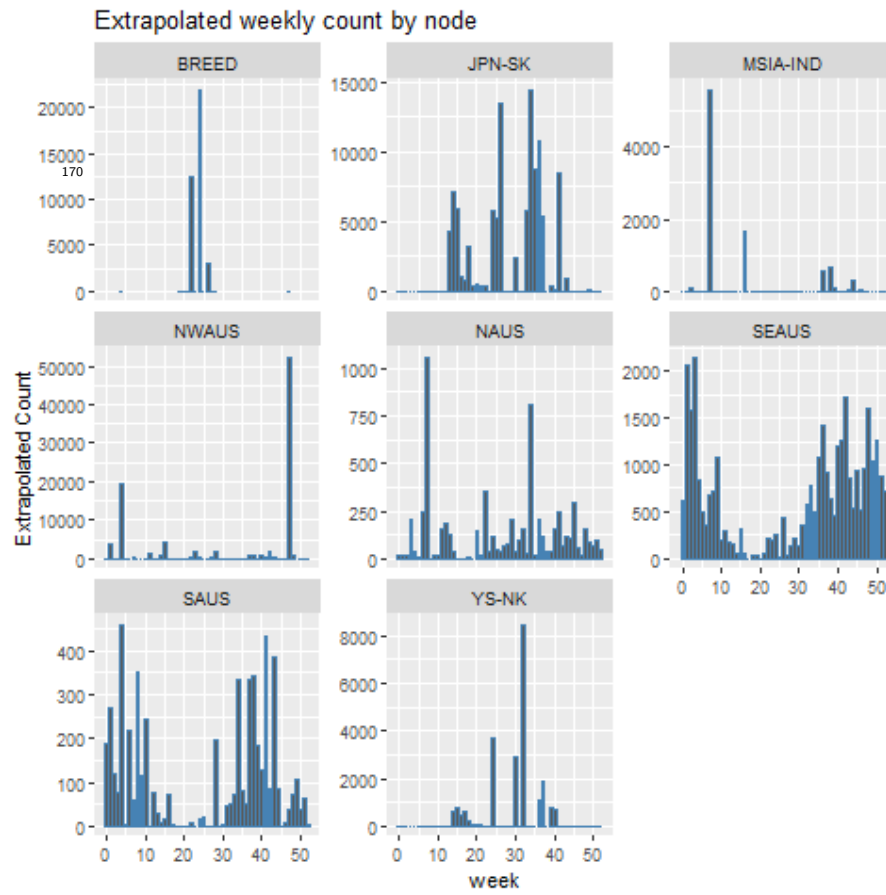 Extrapolated weekly count by node
BREED
JPN-SK
MSIA-IND
20000
15000
10000
5000
0
170
15000
10000
5000
0
4000
2000
0
NWAUS
NAUS
SEAUS
50000
40000
30000
20000
10000
0
1000
750
500
250
0
2000
1500
1000
500
0
0 10 20 30 40 50
SAUS
YS-NK
400
300
200
100
0
8000
6000
4000
2000
0
0 10 20 30 40 50
0 10 20 30 40 50
Extrapolated Count
week